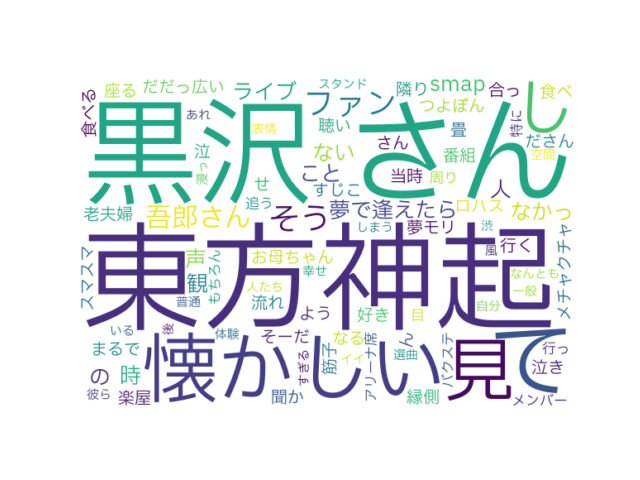 食べる
座る
だだっ広い
ライブ
スタンド
隣り
smap
合っ
食べ
あれ
表情
聴い
ファン
つよぽん
畳
特に
し
黒沢さん
泣
涙っ
ない
さん
番組
ださん
空間
せ
こと
すじこ
当時
周り
人
老夫婦
追う
吾郎さん
そう
夢で逢えたら
ロハス
なかっ
スマスマ
しまう
夢モリ
渋
メチャクチャ
東方神起
声
もちろん
観
お母ちゃん
幸せ
風
行く
普通
人たち
流れ
よう
好き
目
自分
なんとも
一般
いる
後
体験
そーだ
なる
ん
懐かしい
見
て
まるで
すぎる
筋子
イィ
アリーナ席
選曲
バクステ
行っ
泣き
の
時
彼ら
楽屋
聞か
縁側
メンバー